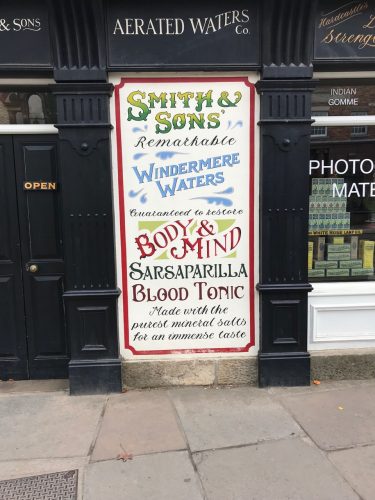 & SONS
AERATED WATERS
Co.
Hardcastles
OPEN
SMITH &
SONS'
Remarkable
WINDERMERE
WATERS
Guaranteed to restore
BODY &
MIND
SARSAPARILLA
BLOOD TONIC
Made with the
purest mineral salts
for an immense taste
INDIAN
GOMME
PHOTO
MATE